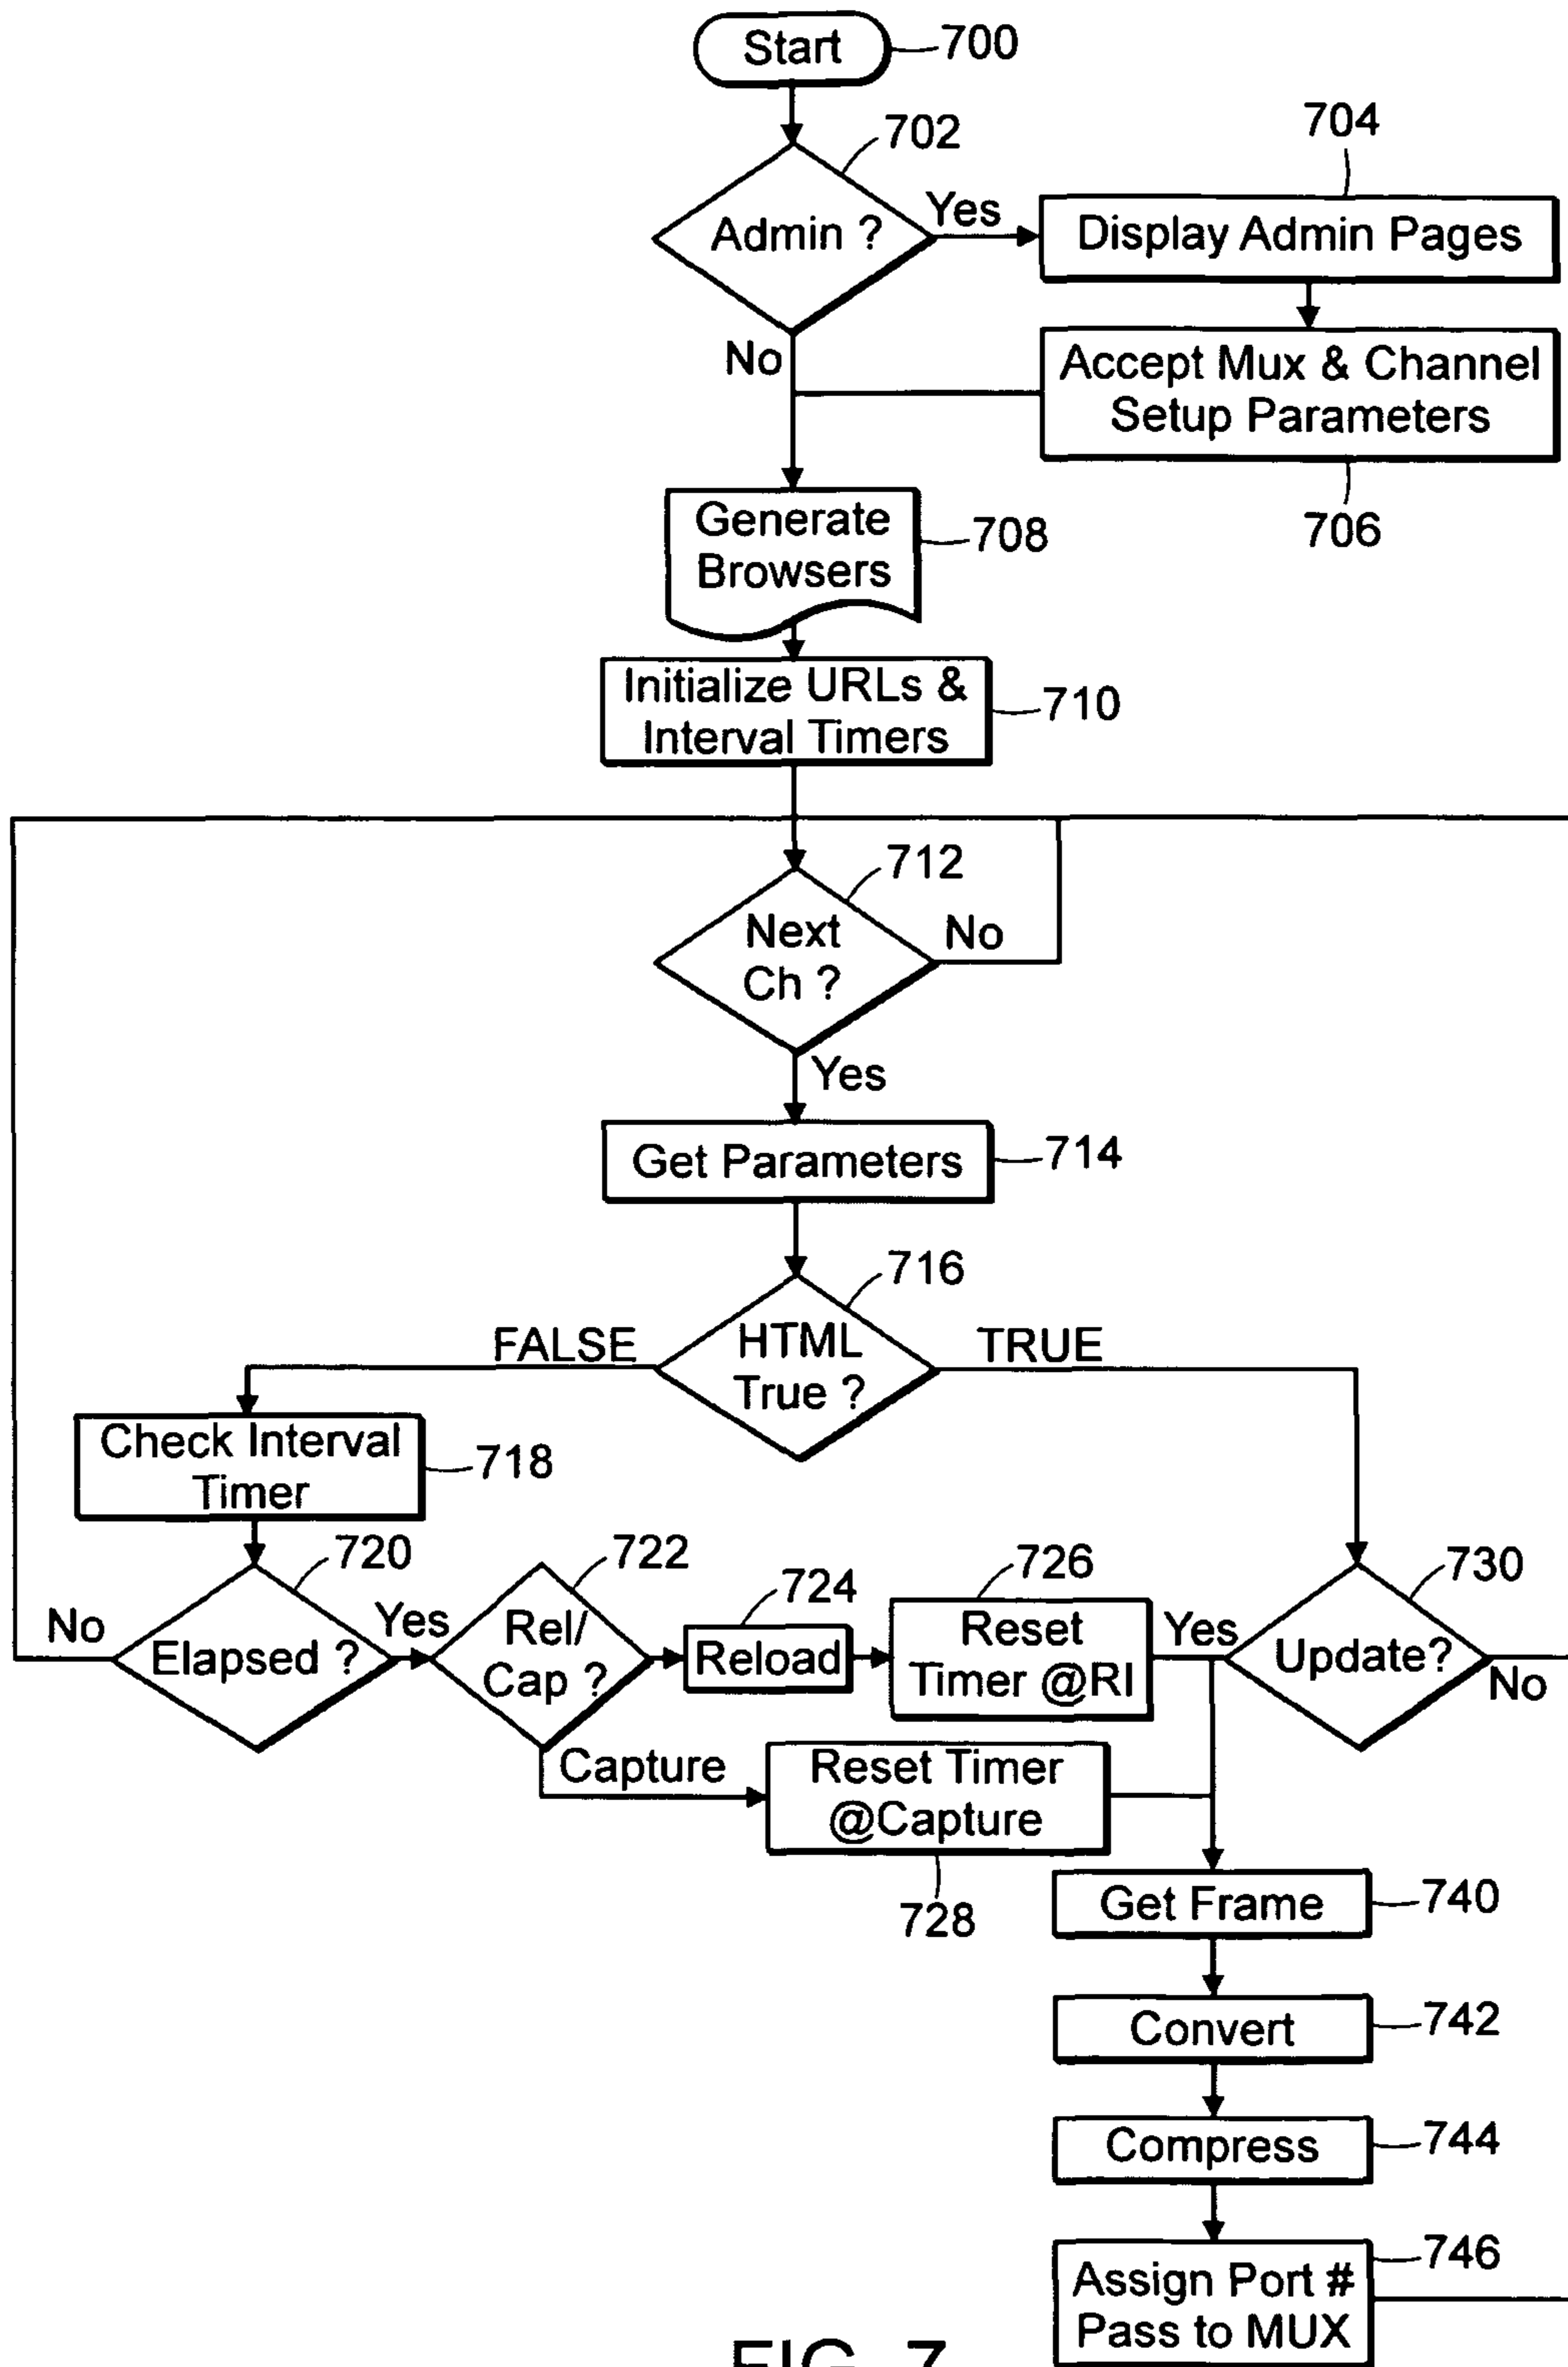 Start
700
702
704
Admin ?
Yes
Display Admin Pages
No
Accept Mux & Channel
Setup Parameters
706
Generate
Browsers
708
Initialize URLs &
Interval Timers
710
712
Next
Ch ?
No
Yes
Get Parameters
714
716
HTML
True ?
FALSE
TRUE
Check Interval
Timer
718
720
Elapsed ?
No
Yes
722
Rel/
Cap ?
724
Reload
726
Reset
Timer @RI
Yes
730
Update?
No
Capture
Reset Timer
@Capture
728
Get Frame
740
Convert
742
Compress
744
Assign Port #
Pass to MUX
746
FIG. 7